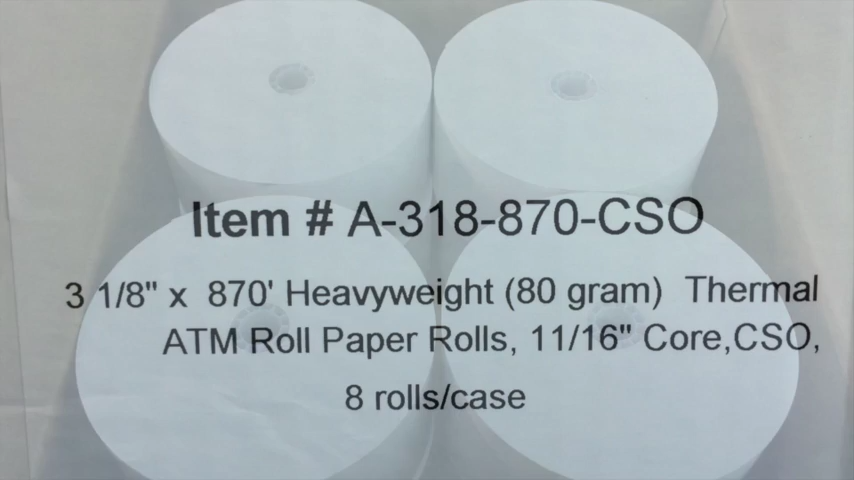 Item # A-318-870-CSO
3 1/8" x 870' Heavyweight (80 gram) Thermal
ATM Roll Paper Rolls, 11/16" Core,CSO,
8 rolls/case